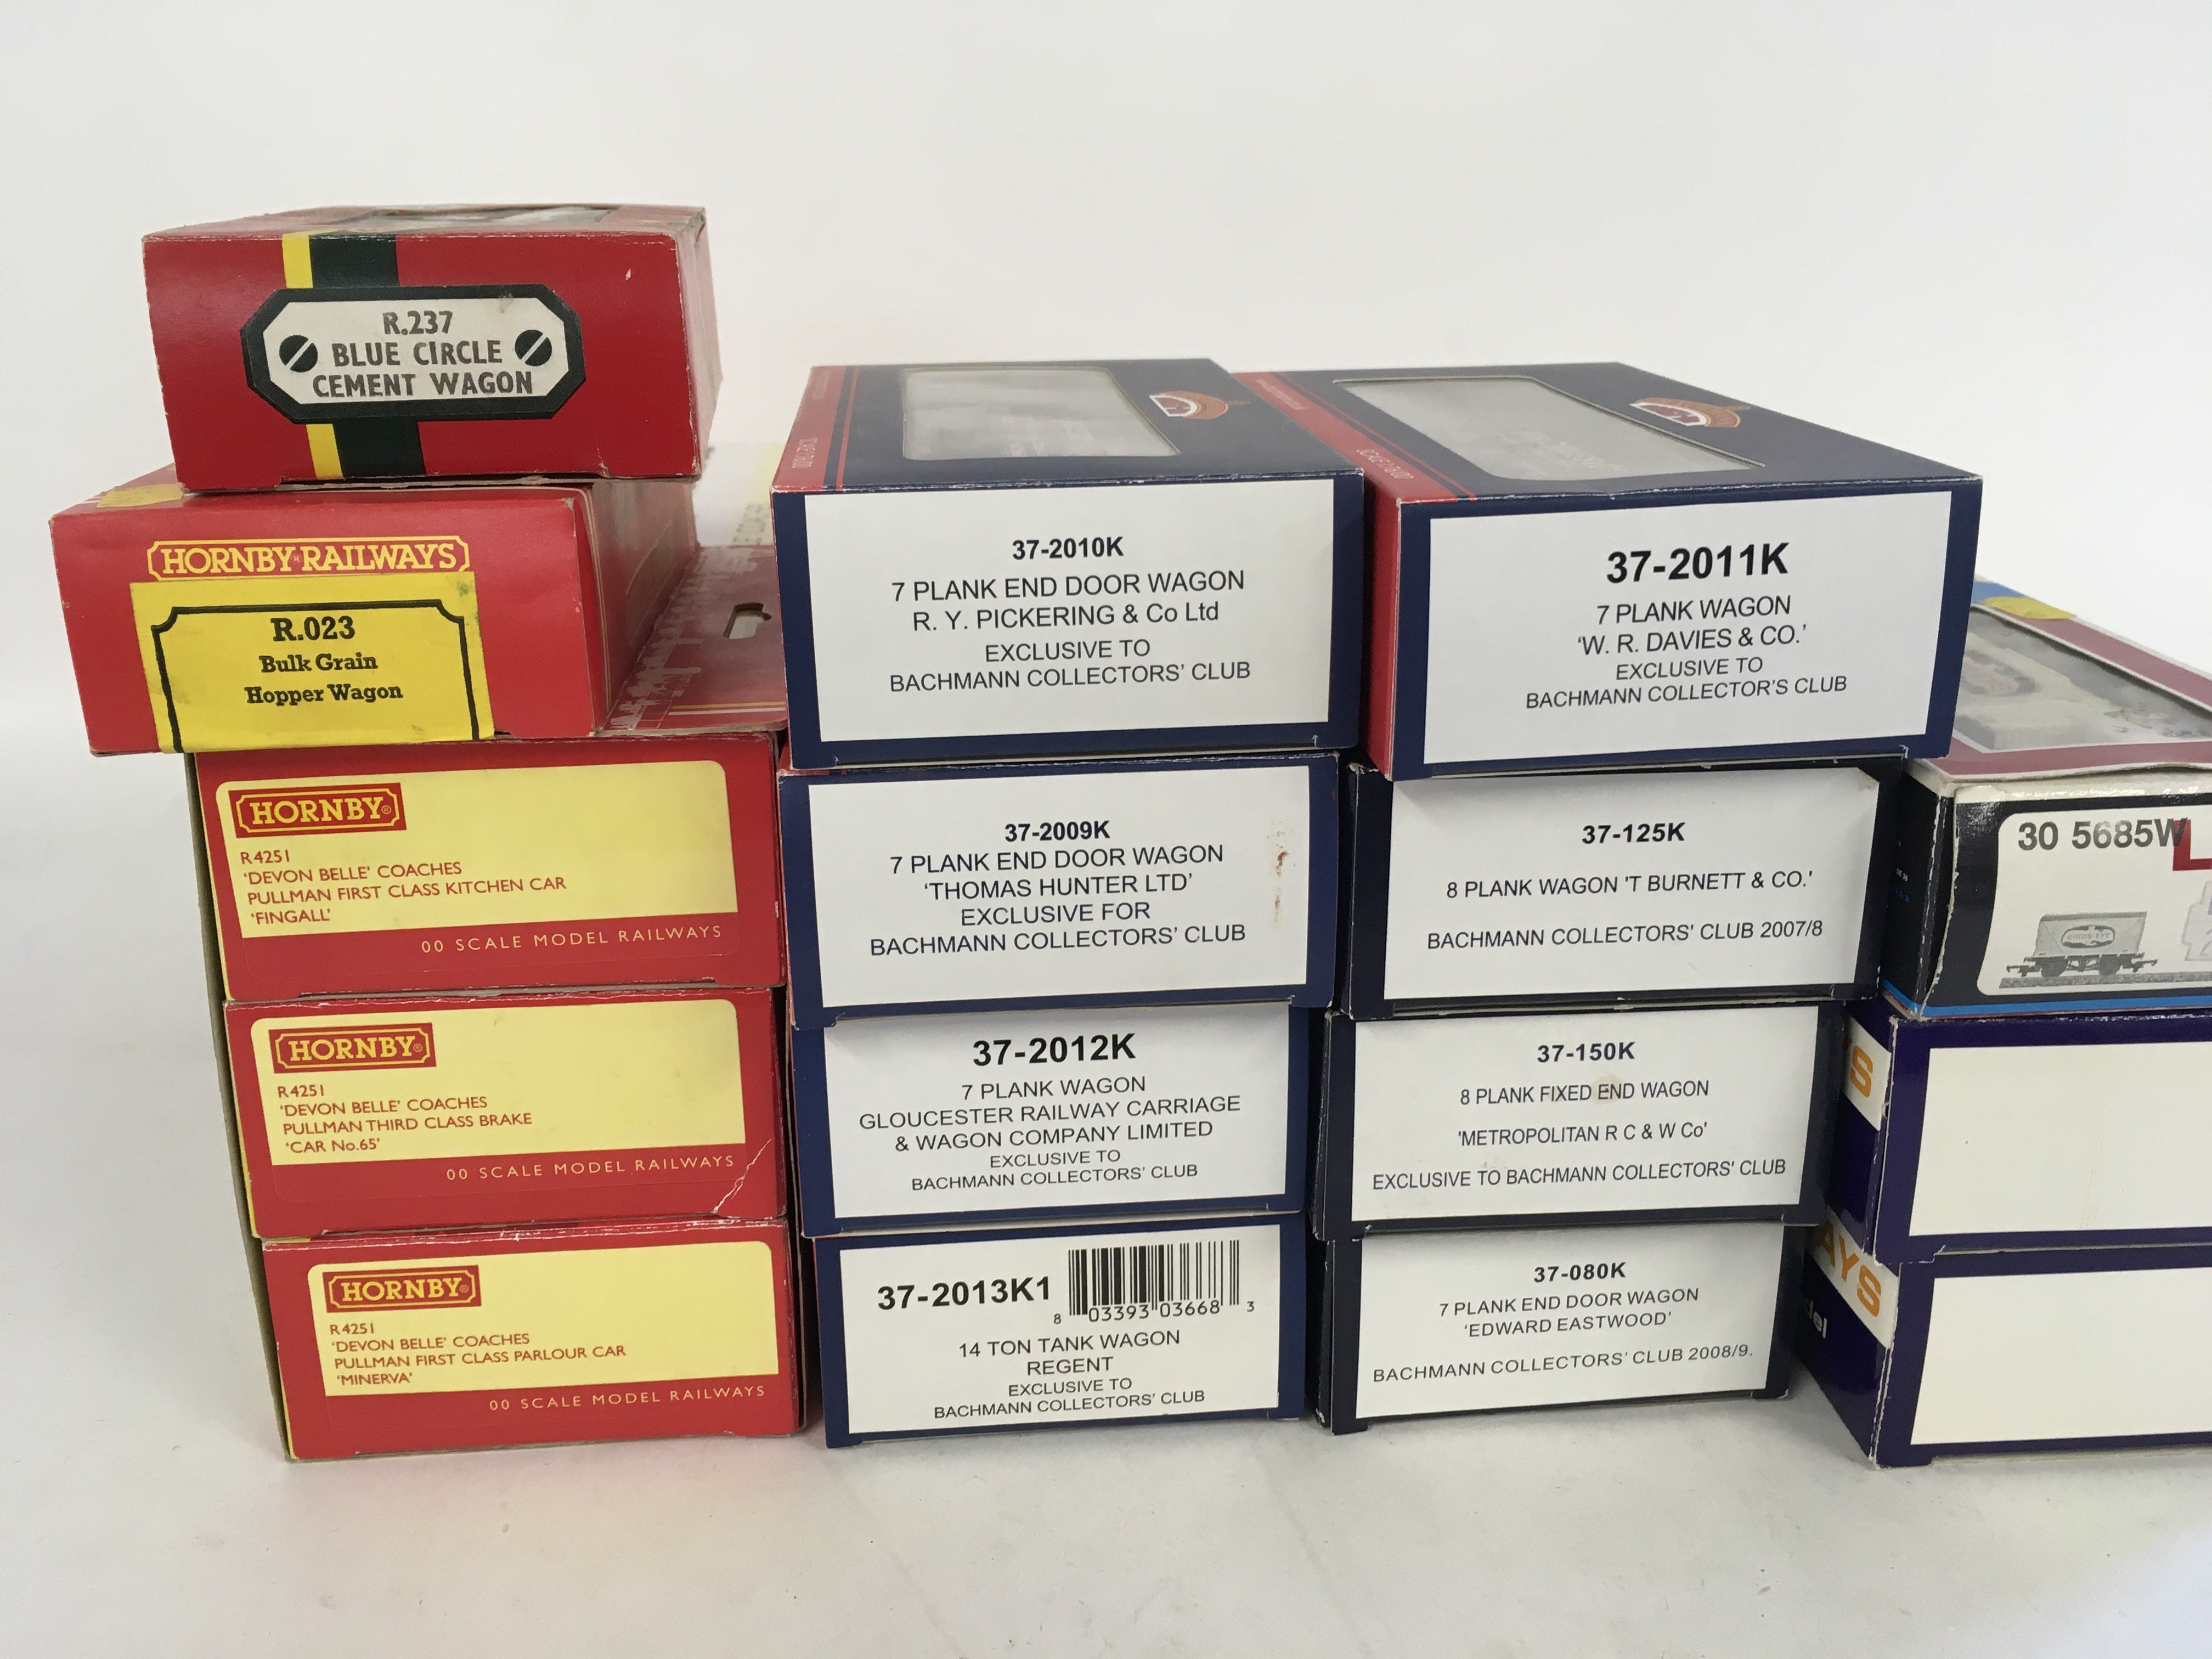 R.237
BLUE CIRCLE
CEMENT WAGON
HORNBY RAILWAYS
R.023
Bulk Grain
Hopper Wagon
HORNBY®
R4251
'DEVON BELLE' COACHES
PULLMAN FIRST CLASS KITCHEN CAR
'FINGALL'
00 SCALE MODEL RAILWAYS
HORNBY®
R4251
'DEVON BELLE' COACHES
PULLMAN THIRD CLASS BRAKE
'CAR No.65'
00 SCALE MODEL RAILWAYS
HORNBY®
R4251
'DEVON BELLE' COACHES
PULLMAN FIRST CLASS PARLOUR CAR
'MINERVA'
00 SCALE MODEL RAILWAYS
37-2010K
7 PLANK END DOOR WAGON
R. Y. PICKERING & Co Ltd
EXCLUSIVE TO
BACHMANN COLLECTORS' CLUB
37-2009K
7 PLANK END DOOR WAGON
'THOMAS HUNTER LTD'
EXCLUSIVE FOR
BACHMANN COLLECTORS' CLUB
37-2012K
7 PLANK WAGON
GLOUCESTER RAILWAY CARRIAGE
& WAGON COMPANY LIMITED
EXCLUSIVE TO
BACHMANN COLLECTORS' CLUB
37-2013K1
8 03393 03668 3
14 TON TANK WAGON
REGENT
EXCLUSIVE TO
BACHMANN COLLECTORS' CLUB
37-2011K
7 PLANK WAGON
'W. R. DAVIES & CO.'
EXCLUSIVE TO
BACHMANN COLLECTOR'S CLUB
37-125K
8 PLANK WAGON 'T BURNETT & CO.'
BACHMANN COLLECTORS' CLUB 2007/8
37-150K
8 PLANK FIXED END WAGON
'METROPOLITAN R C & W Co'
EXCLUSIVE TO BACHMANN COLLECTORS' CLUB
37-080K
7 PLANK END DOOR WAGON
'EDWARD EASTWOOD'
BACHMANN COLLECTORS' CLUB 2008/9.
30 5685W
L
S
AYS
del